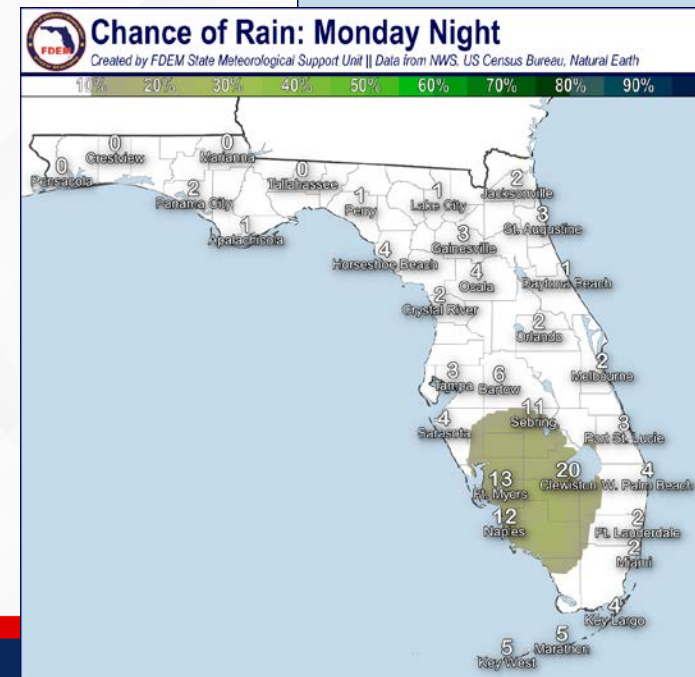 FDEM
Chance of Rain: Monday Night
Created by FDEM State Meteorological Support Unit || Data from NWS, US Census Bureau, Natural Earth
10% 20% 30% 40% 50% 60% 70% 80% 90%
0
Crestview
0
Marianna
0
Pensacola
0
Tallahassee
2
Panama City
1
Perry
1
Lake City
2
Jacksonville
1
Apalachicola
3
St. Augustine
3
Gainesville
4
Horseshoe Beach
4
Ocala
1
Daytona Beach
2
Crystal River
2
Orlando
2
Melbourne
3
Tampa
6
Bartow
11
Sebring
4
Sarasota
3
Port St. Lucie
13
Ft. Myers
20
Clewiston
4
W. Palm Beach
12
Naples
2
Ft. Lauderdale
2
Miami
4
Key Largo
5
Marathon
5
Key West